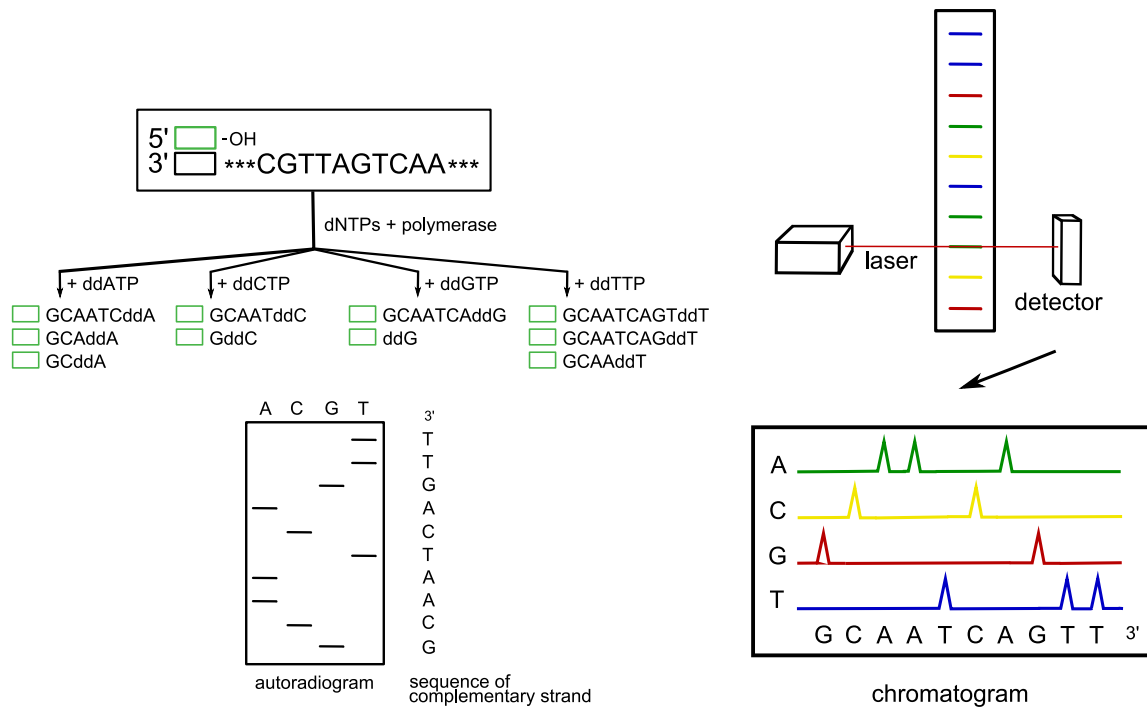 5' -OH
3' ***CGTTAGTCAA***
dNTPs + polymerase
+ ddATP
GCAATCddA
GCAddA
GCddA
+ ddCTP
GCAATddC
GddC
+ ddGTP
GCAATCAddG
ddG
+ ddTTP
GCAATCAGTddT
GCAATCAGddT
GCAAddT
A C G T
3'
T
T
G
A
C
T
A
A
C
G
autoradiogram
sequence of
complementary strand
laser
detector
A
C
G
T
G C A A T C A G T T 3'
chromatogram